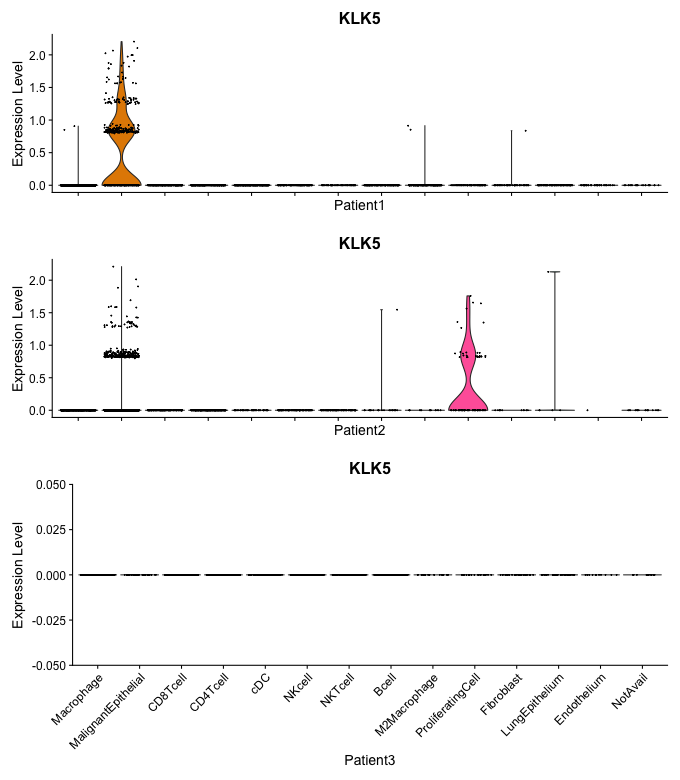 KLK5
Expression Level
2.0
1.5
1.0
0.5
0.0
Patient1
KLK5
Expression Level
2.0
1.5
1.0
0.5
0.0
Patient2
KLK5
Expression Level
0.050
0.025
0.000
-0.025
-0.050
Macrophage
MalignantEpithelial
CD8Tcell
CD4Tcell
cDC
NKcell
NKTcell
Bcell
M2Macrophage
ProliferatingCell
Fibroblast
LungEpithelium
Endothelium
NotAvail
Patient3